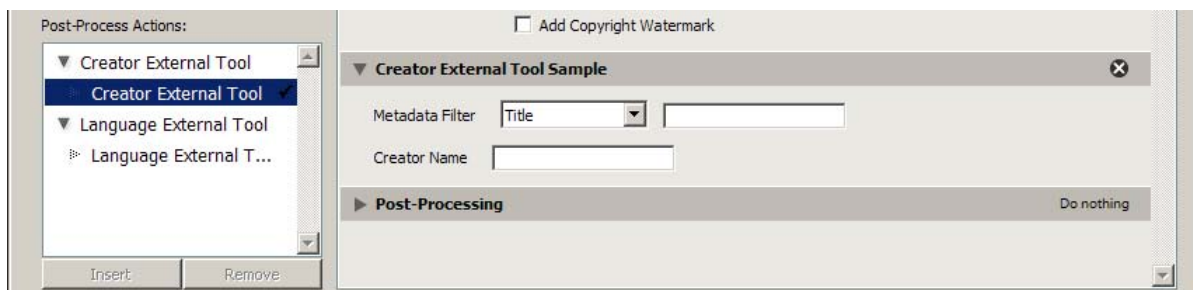 Post-Process Actions:
Creator External Tool
Creator External Tool
Language External Tool
Language External T...
Insert
Remove
Add Copyright Watermark
Creator External Tool Sample
Metadata Filter Title
Creator Name
Post-Processing Do nothing